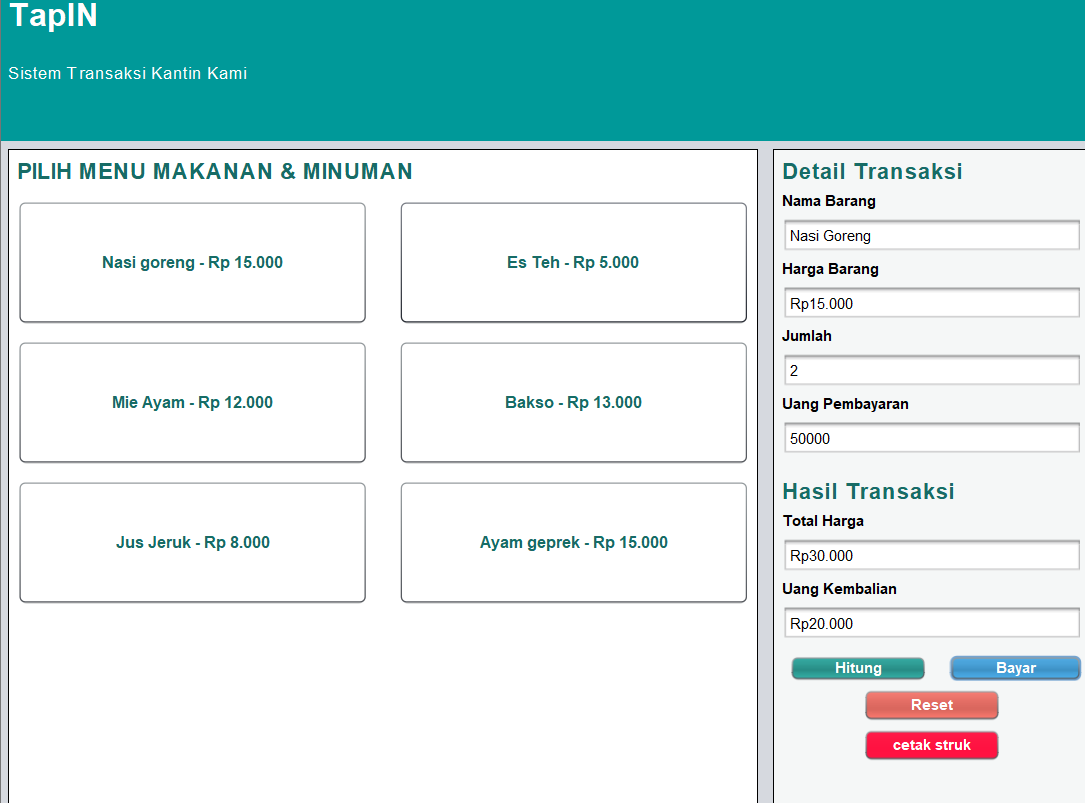 TapIN
Sistem Transaksi Kantin Kami
PILIH MENU MAKANAN & MINUMAN
Nasi goreng - Rp 15.000
Es Teh - Rp 5.000
Mie Ayam - Rp 12.000
Bakso - Rp 13.000
Jus Jeruk - Rp 8.000
Ayam geprek - Rp 15.000
Detail Transaksi
Nama Barang
Nasi Goreng
Harga Barang
Rp15.000
Jumlah
2
Uang Pembayaran
50000
Hasil Transaksi
Total Harga
Rp30.000
Uang Kembalian
Rp20.000
Hitung
Bayar
Reset
cetak struk